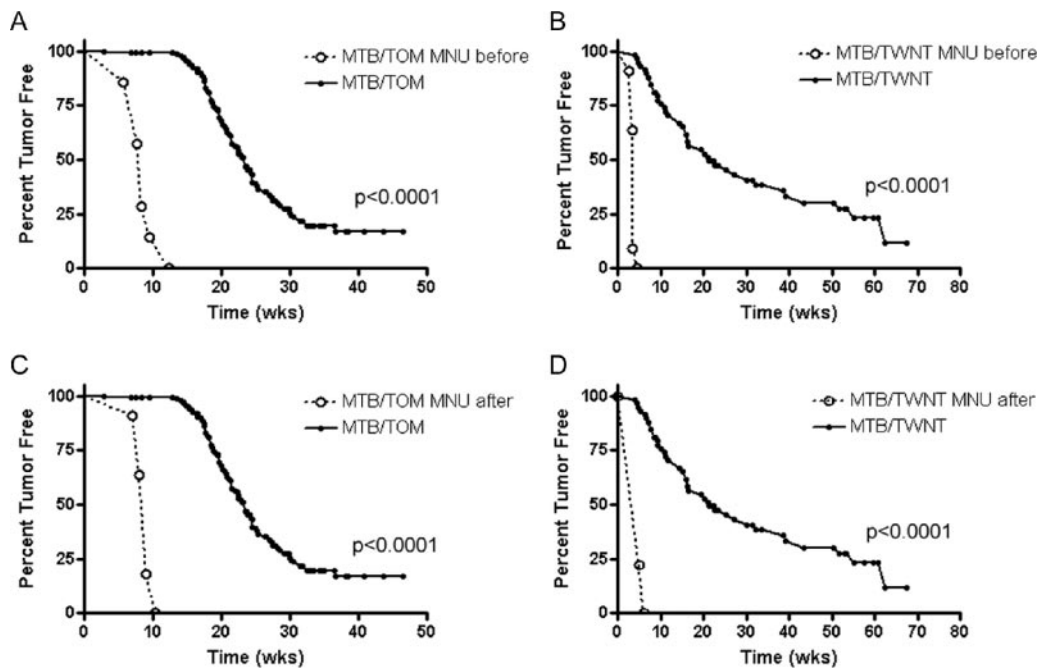 A
Percent Tumor Free
100
75
50
25
0
0 10 20 30 40 50
Time (wks)
MTB/TOM MNU before
MTB/TOM
p<0.0001
B
Percent Tumor Free
100
75
50
25
0
0 10 20 30 40 50 60 70 80
Time (wks)
MTB/TWNT MNU before
MTB/TWNT
p<0.0001
C
Percent Tumor Free
100
75
50
25
0
0 10 20 30 40 50
Time (wks)
MTB/TOM MNU after
MTB/TOM
p<0.0001
D
Percent Tumor Free
100
75
50
25
0
0 10 20 30 40 50 60 70 80
Time (wks)
MTB/TWNT MNU after
MTB/TWNT
p<0.0001